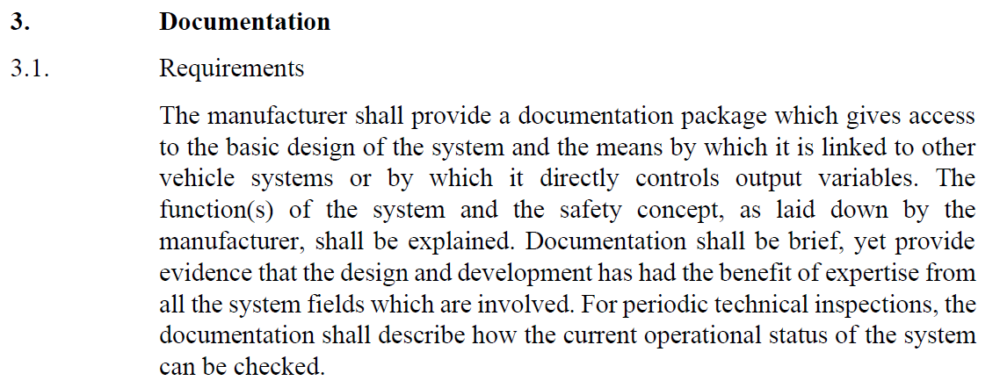 3. Documentation
3.1. Requirements
The manufacturer shall provide a documentation package which gives access
to the basic design of the system and the means by which it is linked to other
vehicle systems or by which it directly controls output variables. The
function(s) of the system and the safety concept, as laid down by the
manufacturer, shall be explained. Documentation shall be brief, yet provide
evidence that the design and development has had the benefit of expertise from
all the system fields which are involved. For periodic technical inspections, the
documentation shall describe how the current operational status of the system
can be checked.